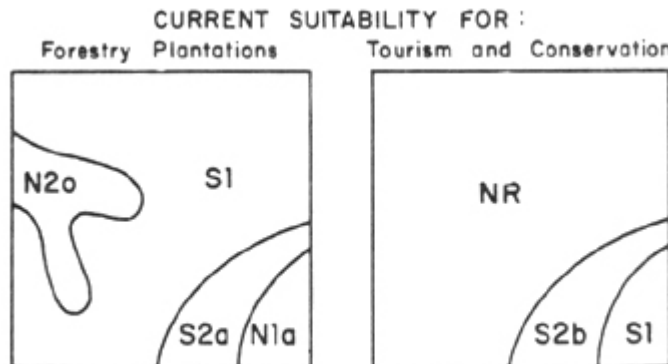 CURRENT SUITABILITY FOR:
Forestry Plantations
Tourism and Conservation
N2o
S1
NR
S2a
N1a
S2b
S1